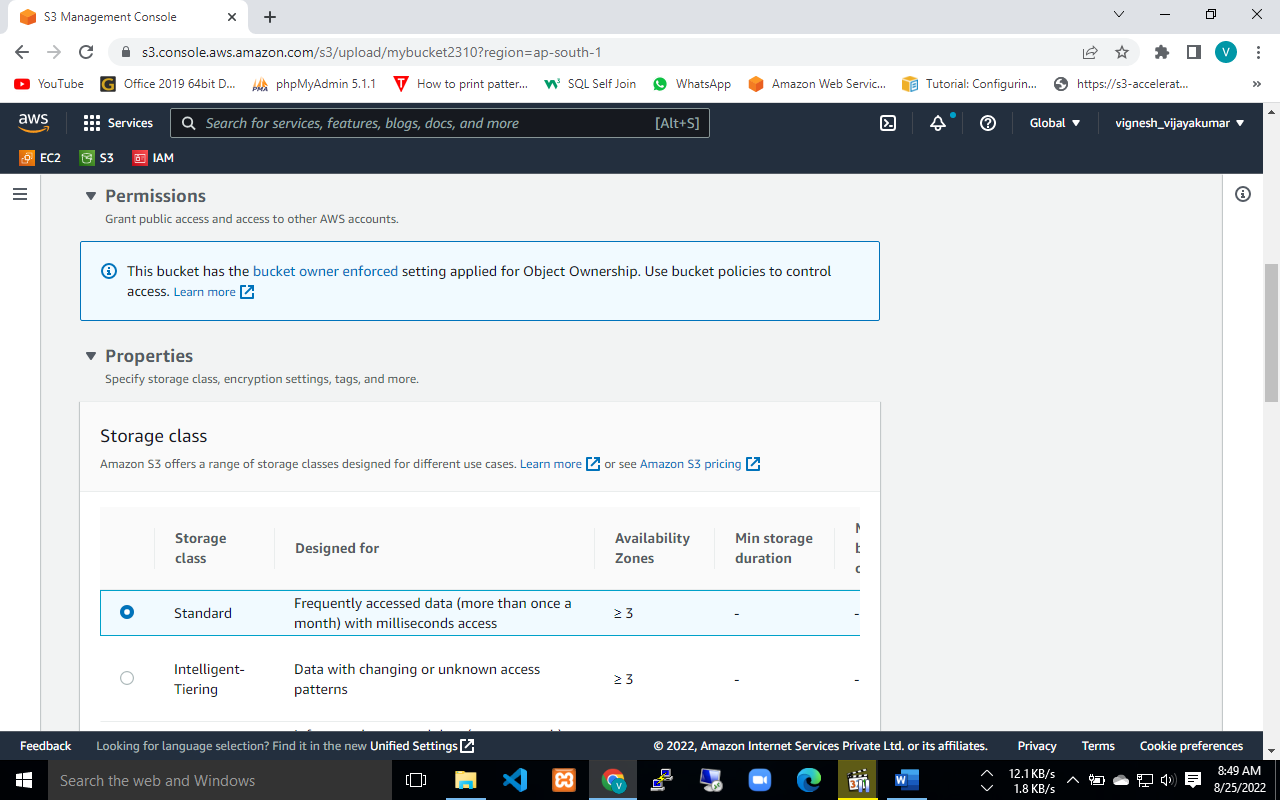 S3 Management Console
s3.console.aws.amazon.com/s3/upload/mybucket2310?region=ap-south-1
V
YouTube
Office 2019 64bit D...
phpMyAdmin 5.1.1
How to print patter...
SQL Self Join
WhatsApp
Amazon Web Servic...
Tutorial: Configurin...
https://s3-accelerat...
»
aws
Services
Search for services, features, blogs, docs, and more [Alt+S]
Global
vignesh_vijayakumar
EC2
S3
IAM
Permissions
Grant public access and access to other AWS accounts.
This bucket has the bucket owner enforced setting applied for Object Ownership. Use bucket policies to control
access. Learn more
Properties
Specify storage class, encryption settings, tags, and more.
Storage class
Amazon S3 offers a range of storage classes designed for different use cases. Learn more or see Amazon S3 pricing
Storage
class
Designed for
Availability
Zones
Min storage
duration
Standard
Frequently accessed data (more than once a
month) with milliseconds access
≥ 3
-
-
Intelligent-
Tiering
Data with changing or unknown access
patterns
≥ 3
-
-
Feedback
Looking for language selection? Find it in the new Unified Settings
© 2022, Amazon Internet Services Private Ltd. or its affiliates.
Privacy
Terms
Cookie preferences
Search the web and Windows
12.1 KB/s
1.8 KB/s
8:49 AM
8/25/2022